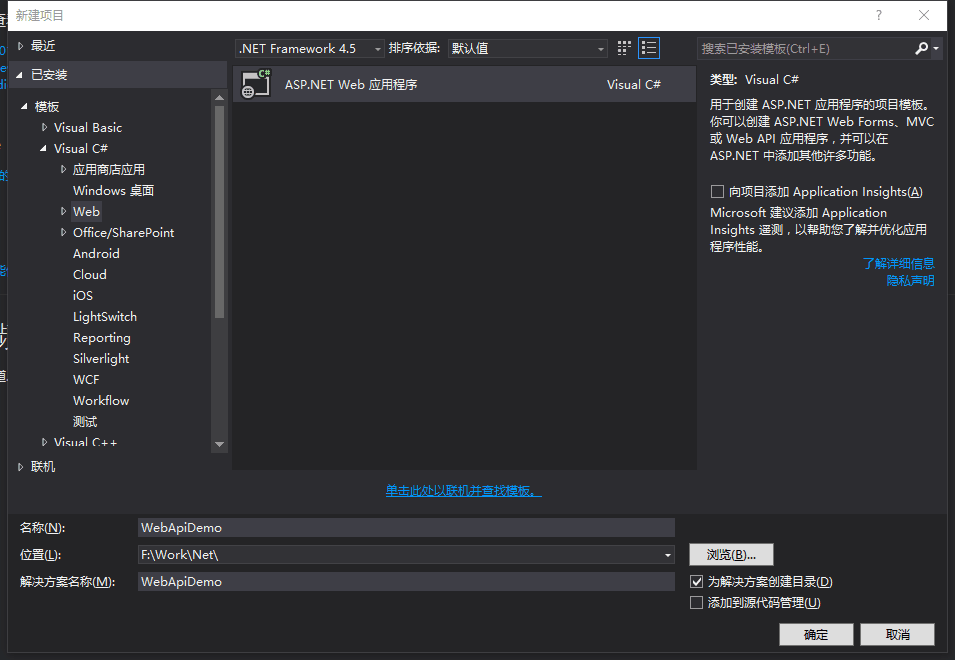 新建项目
?
最近
.NET Framework 4.5
排序依据:
默认值
搜索已安装模板(Ctrl+E)
已安装
模板
Visual Basic
Visual C#
应用商店应用
Windows 桌面
Web
Office/SharePoint
Android
Cloud
iOS
LightSwitch
Reporting
Silverlight
WCF
Workflow
测试
Visual C++
联机
C#
ASP.NET Web 应用程序
Visual C#
单击此处以联机并查找模板。
类型: Visual C#
用于创建 ASP.NET 应用程序的项目模板。
你可以创建 ASP.NET Web Forms、MVC
或 Web API 应用程序，并可以在
ASP.NET 中添加其他许多功能。
向项目添加 Application Insights(A)
Microsoft 建议添加 Application
Insights 遥测，以帮助您了解并优化应用
程序性能。
了解详细信息
隐私声明
名称(N):
WebApiDemo
位置(L):
F:\Work\Net\
浏览(B)...
解决方案名称(M):
WebApiDemo
为解决方案创建目录(D)
添加到源代码管理(U)
确定
取消